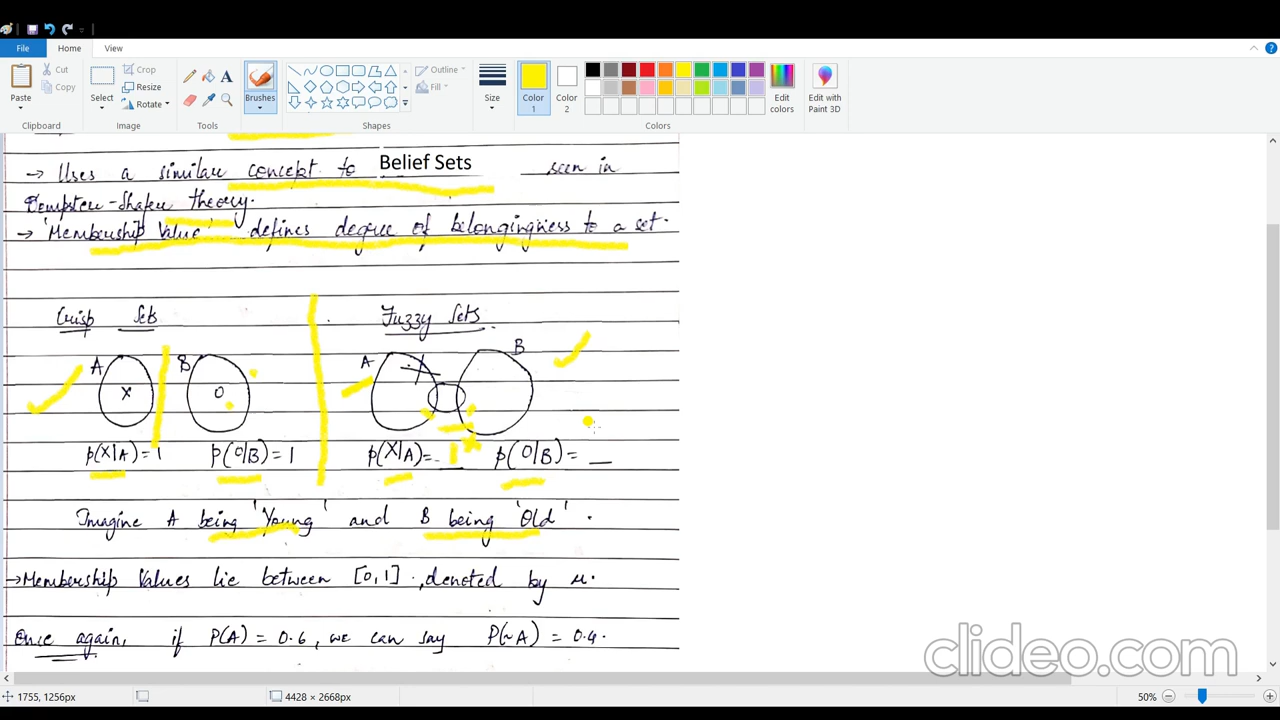 File Home View
Cut
Copy
Paste
Clipboard
Select
Crop
Resize
Rotate
Image
Tools
Brushes
Outline
Fill
Shapes
Size
Color 1
Color 2
Edit colors
Edit with Paint 3D
Colors
→ Uses a similar concept to Belief Sets seen in
Dempster-Shafer theory.
→ 'Membership Value' defines degree of belongingness to a set.
Crisp Sets
Fuzzy Sets
A B A B
X O
p(X|A)=1 p(O|B)=1 p(X|A)= 1 p(O|B)= _
Imagine A being 'Young' and B being 'Old'.
→Membership Values lie between [0,1], denoted by μ.
Once again, if P(A) = 0.6, we can say P(~A) = 0.4.
clideo.com
1755, 1256px 4428 × 2668px 50%